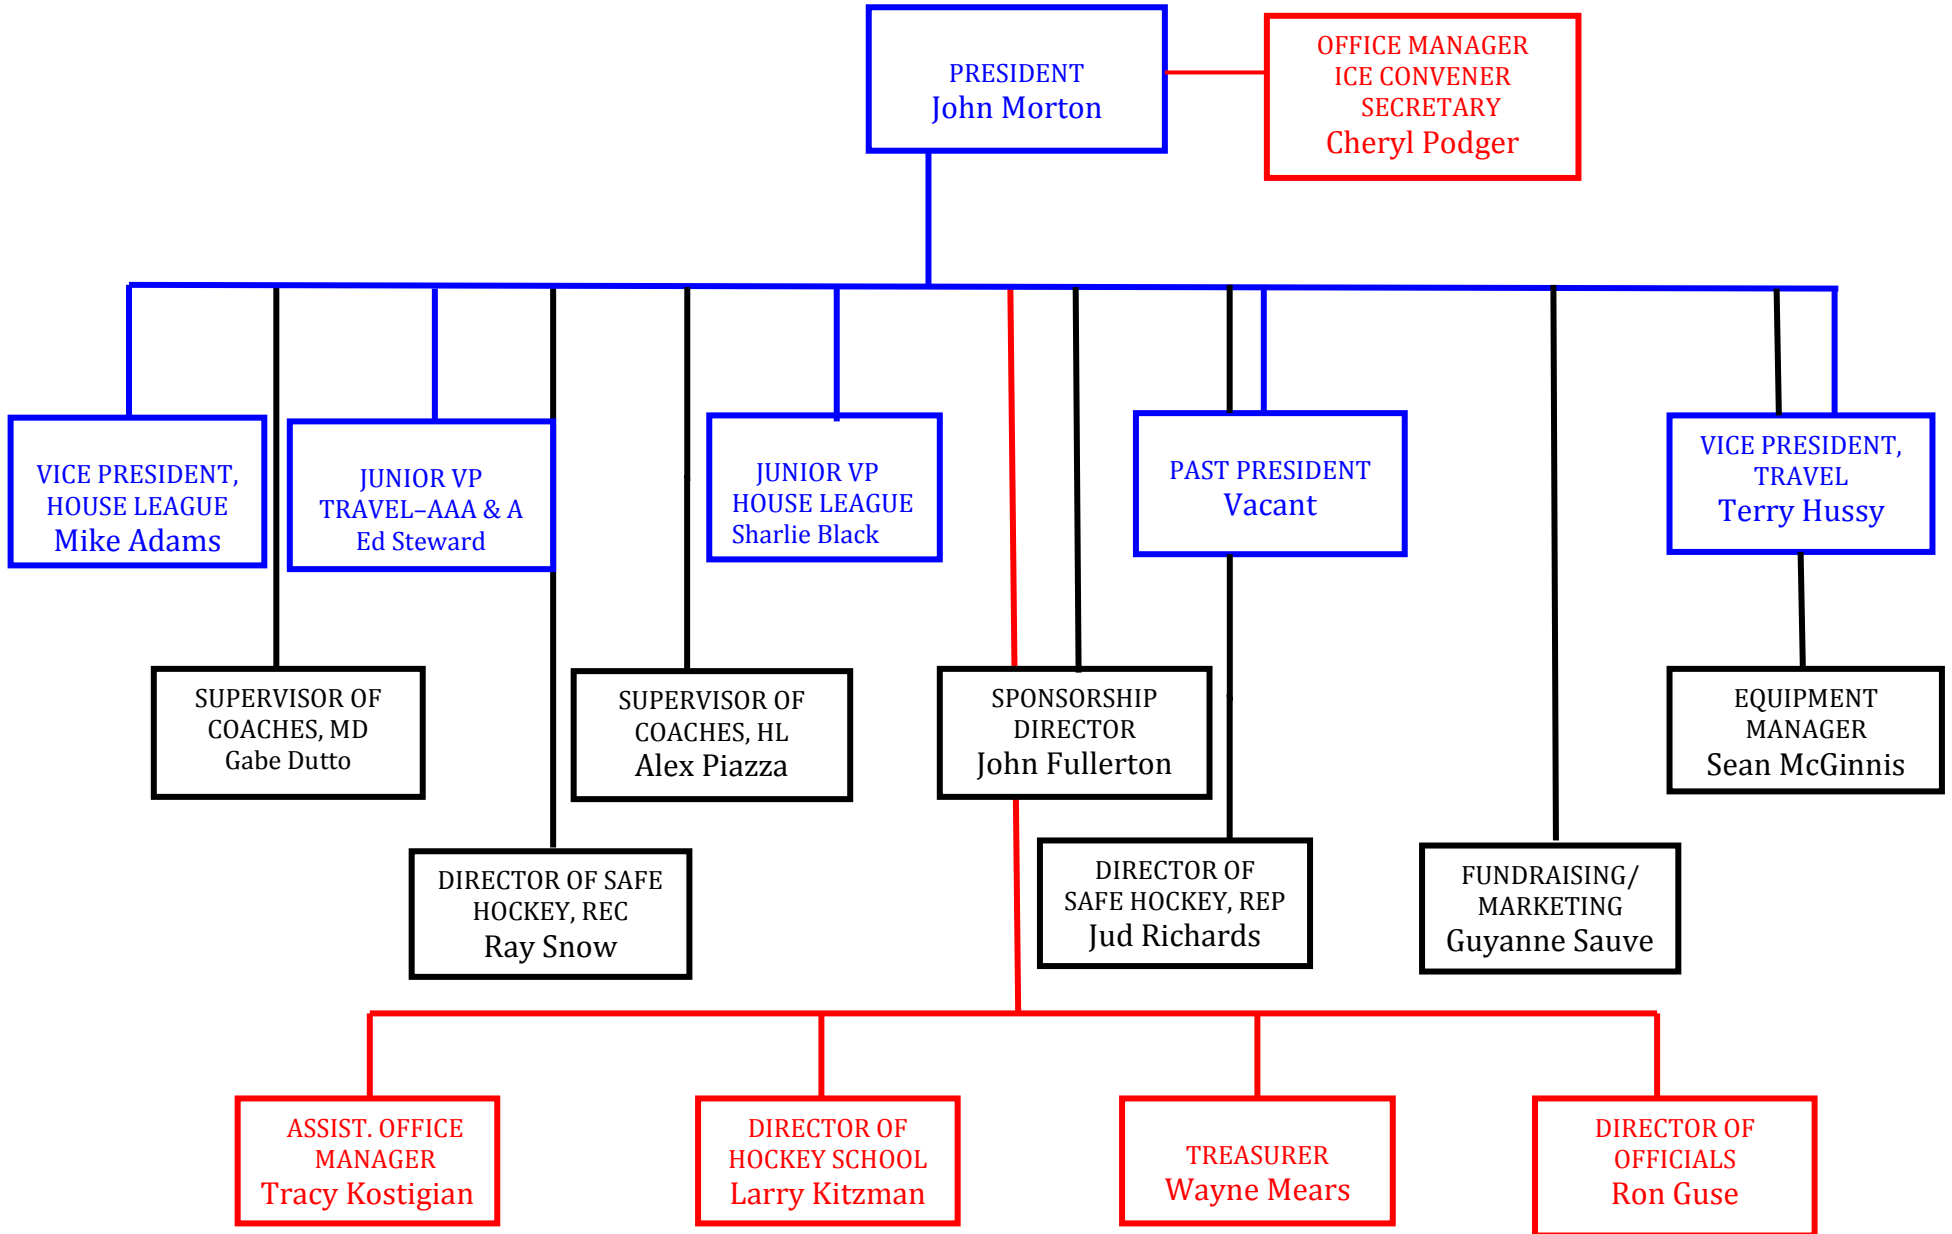 PRESIDENT
John Morton
OFFICE MANAGER
ICE CONVENER
SECRETARY
Cheryl Podger
VICE PRESIDENT,
HOUSE LEAGUE
Mike Adams
JUNIOR VP
TRAVEL–AAA & A
Ed Steward
JUNIOR VP
HOUSE LEAGUE
Sharlie Black
PAST PRESIDENT
Vacant
VICE PRESIDENT,
TRAVEL
Terry Hussy
SUPERVISOR OF
COACHES, MD
Gabe Dutto
SUPERVISOR OF
COACHES, HL
Alex Piazza
SPONSORSHIP
DIRECTOR
John Fullerton
EQUIPMENT
MANAGER
Sean McGinnis
DIRECTOR OF SAFE
HOCKEY, REC
Ray Snow
DIRECTOR OF
SAFE HOCKEY, REP
Jud Richards
FUNDRAISING/
MARKETING
Guyanne Sauve
ASSIST. OFFICE
MANAGER
Tracy Kostigian
DIRECTOR OF
HOCKEY SCHOOL
Larry Kitzman
TREASURER
Wayne Mears
DIRECTOR OF
OFFICIALS
Ron Guse